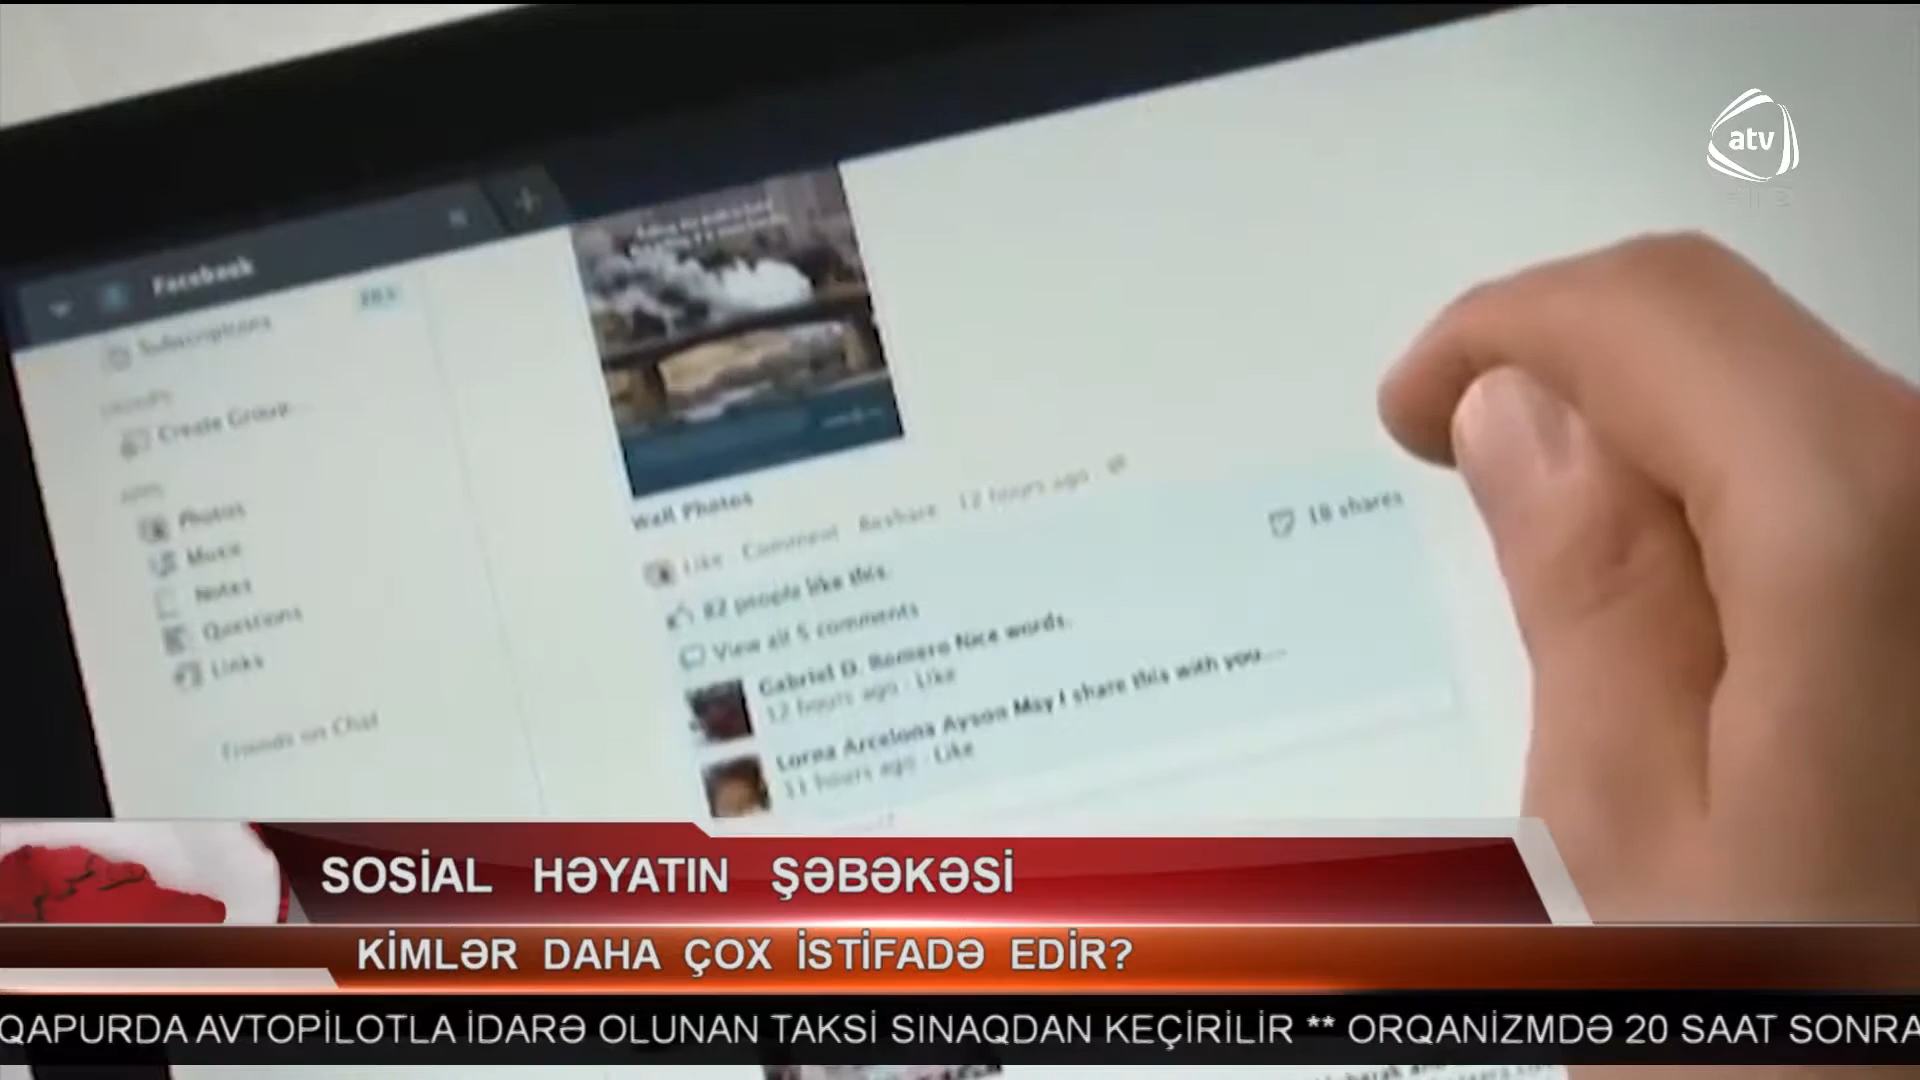 atv
Facebook
20+
Subscriptions
Create Group...
Photos
Music
Notes
Questions
Links
Friends on Chat
Wall Photos
Like · Comment · Reshare · 12 hours ago
18 shares
82 people like this.
View all 5 comments
Gabriel D. Romero Nice words.
12 hours ago · Like
Lorna Arcelona Ayson May I share this with you....
11 hours ago · Like
SOSİAL HƏYATIN ŞƏBƏKƏSİ
KİMLƏR DAHA ÇOX İSTİFADƏ EDİR?
QAPURDA AVTOPİLOTLA İDARƏ OLUNAN TAKSİ SINAQDAN KEÇİRİLİR ** ORQANİZMDƏ 20 SAAT SONRA